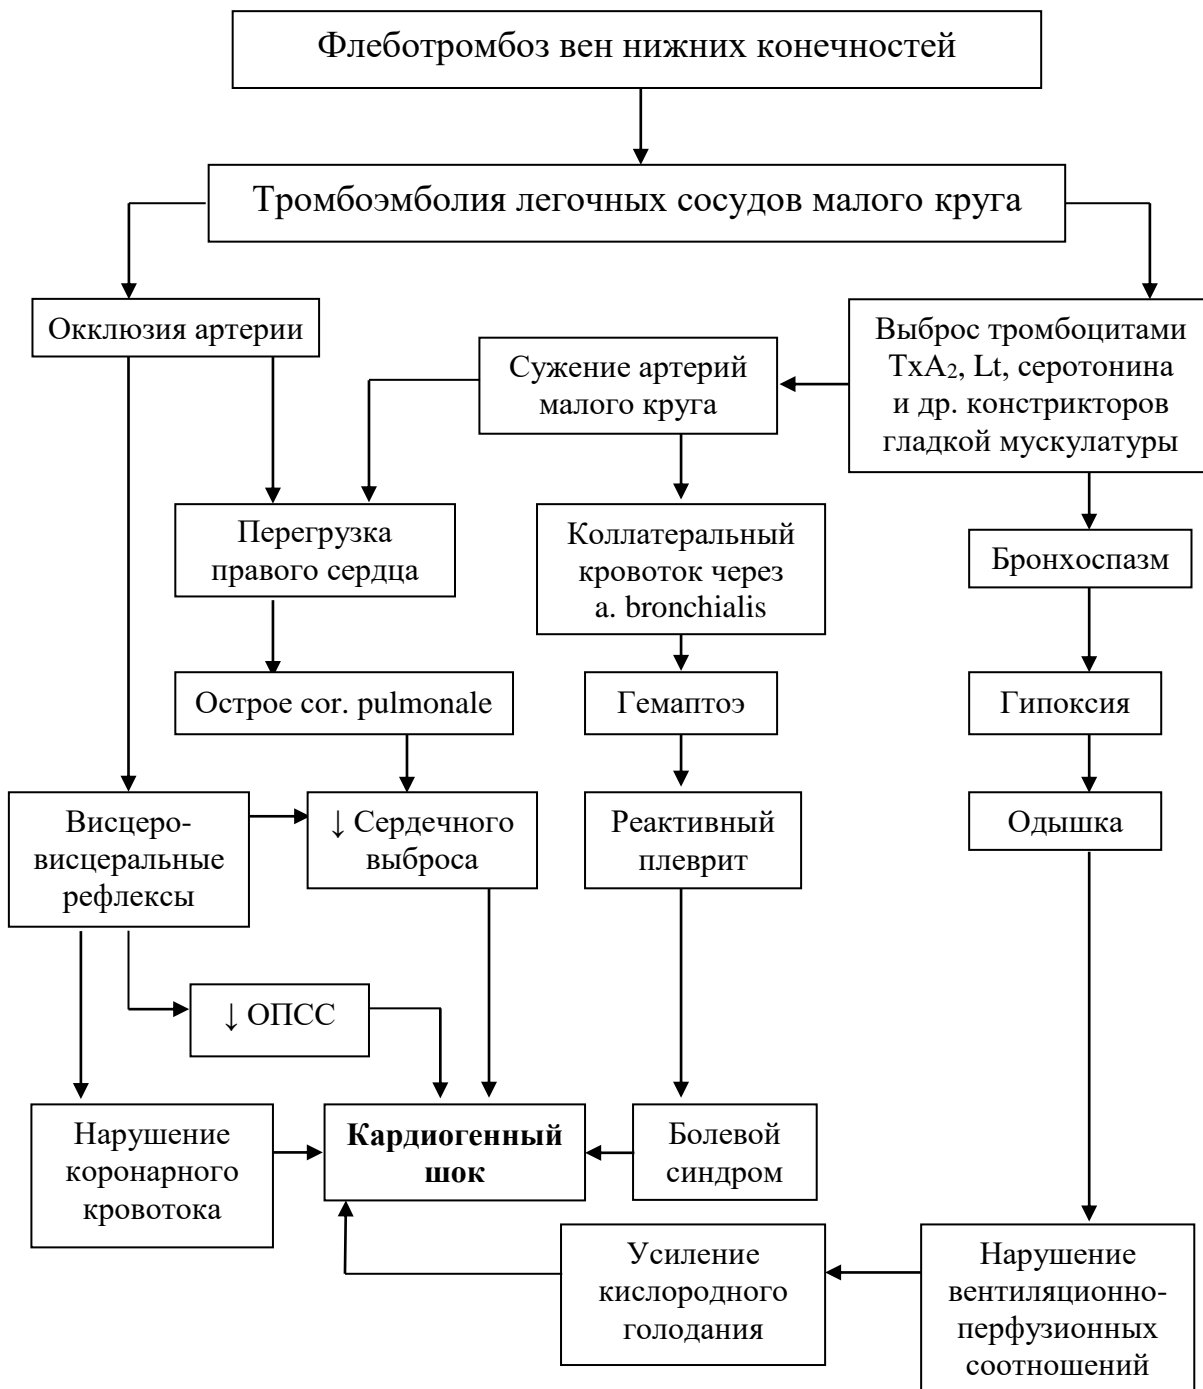 Флеботромбоз вен нижних конечностей
Тромбоэмболия легочных сосудов малого круга
Окклюзия артерии
Сужение артерий
малого круга
Выброс тромбоцитами
TxA₂, Lt, серотонина
и др. констрикторов
гладкой мускулатуры
Перегрузка
правого сердца
Коллатеральный
кровоток через
a. bronchialis
Бронхоспазм
Острое cor. pulmonale
Гемаптоэ
Гипоксия
Висцеро-
висцеральные
рефлексы
↓ Сердечного
выброса
Реактивный
плеврит
Одышка
↓ ОПСС
Нарушение
коронарного
кровотока
Кардиогенный
шок
Болевой
синдром
Усиление
кислородного
голодания
Нарушение
вентиляционно-
перфузионных
соотношений